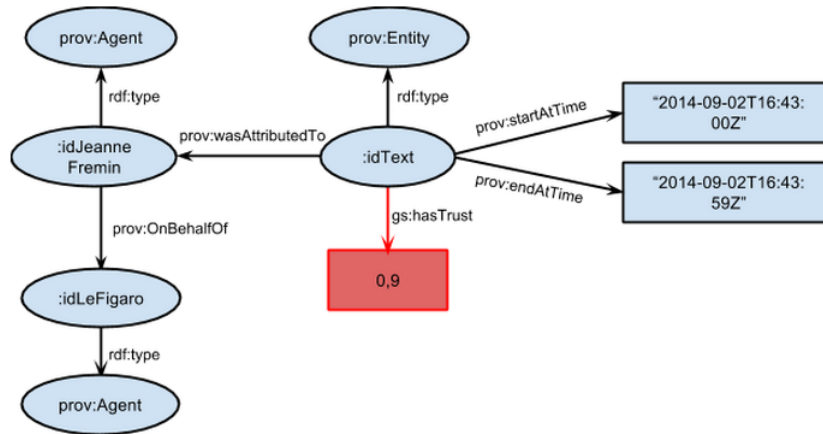 prov:Agent
prov:Entity
rdf:type
rdf:type
prov:startAtTime
“2014-09-02T16:43:
00Z”
prov:wasAttributedTo
:idJeanne
Fremin
:idText
prov:endAtTime
“2014-09-02T16:43:
59Z”
gs:hasTrust
prov:OnBehalfOf
0,9
:idLeFigaro
rdf:type
prov:Agent